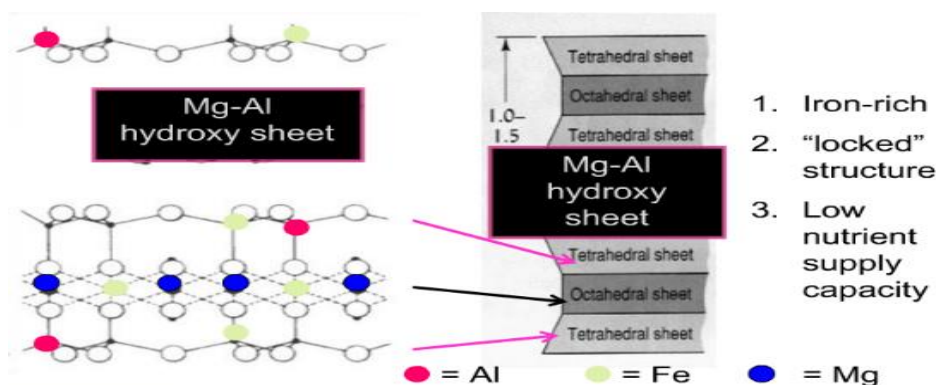 Mg-Al
hydroxy sheet
Tetrahedral sheet
Octahedral sheet
1.0–
1.5
Tetrahedral sheet
Mg-Al
hydroxy
sheet
Tetrahedral sheet
Octahedral sheet
Tetrahedral sheet
1. Iron-rich
2. “locked”
structure
3. Low
nutrient
supply
capacity
= Al
= Fe
= Mg